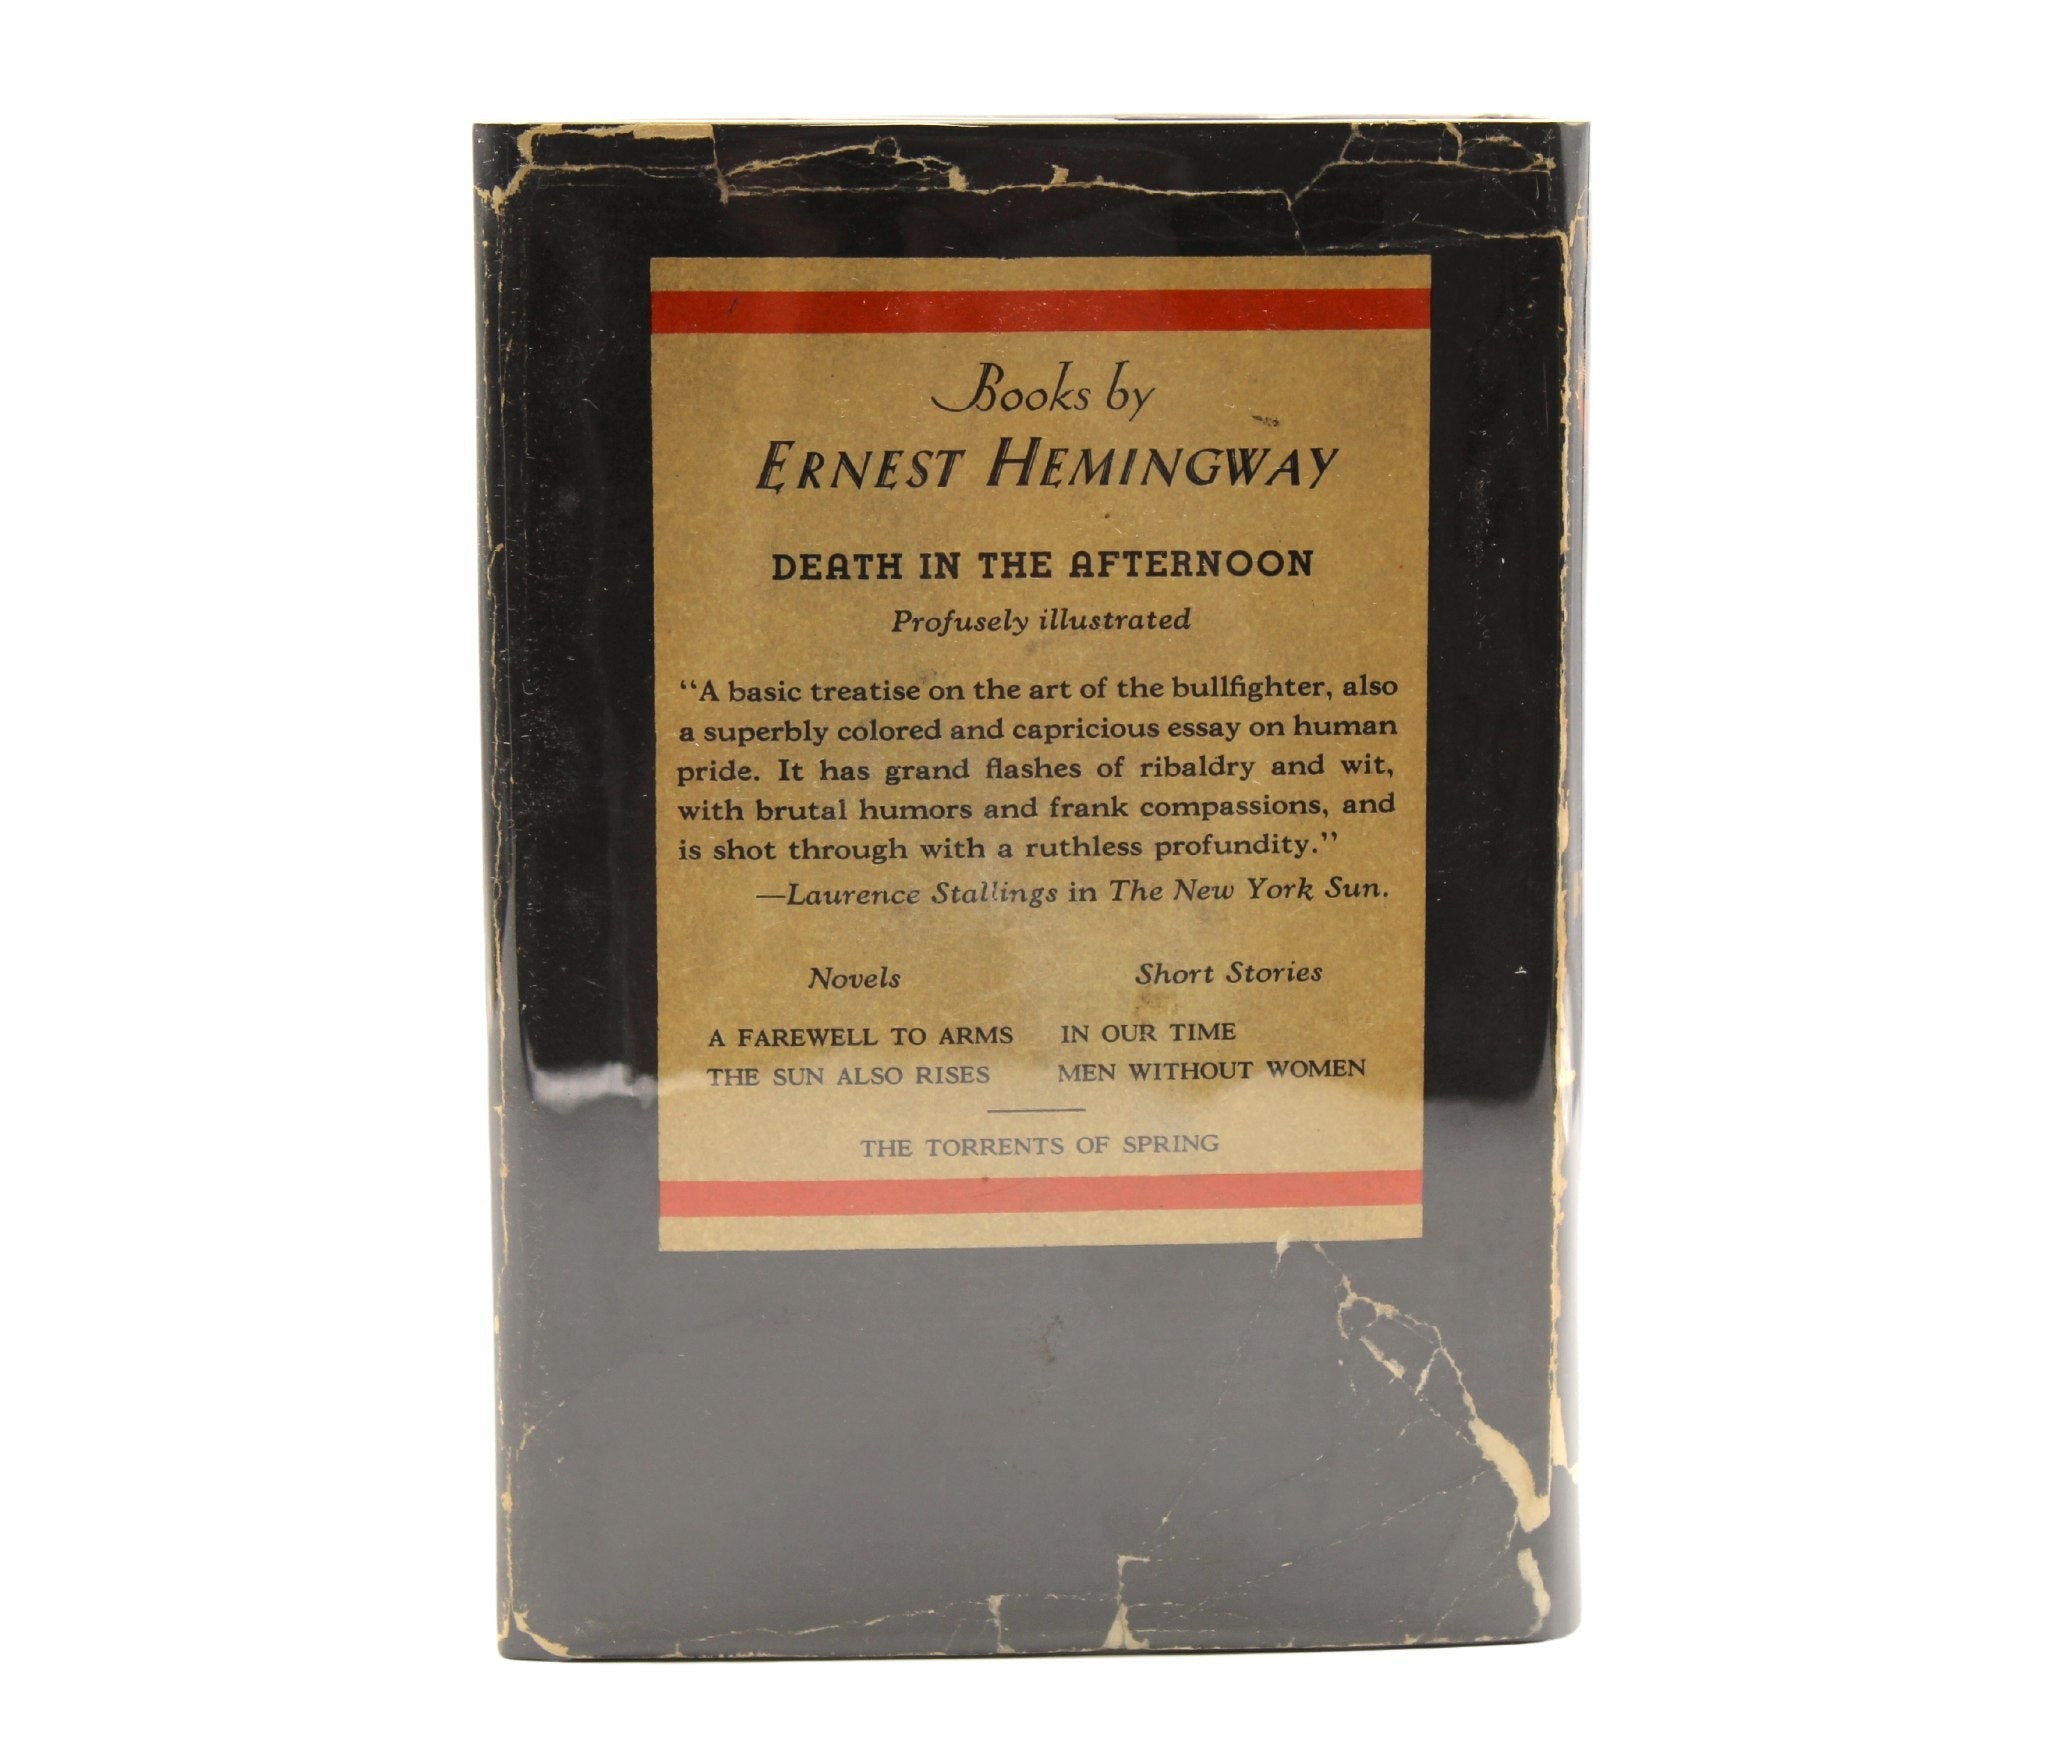 Books by
ERNEST HEMINGWAY
DEATH IN THE AFTERNOON
Profusely illustrated
“A basic treatise on the art of the bullfighter, also
a superbly colored and capricious essay on human
pride. It has grand flashes of ribaldry and wit,
with brutal humors and frank compassions, and
is shot through with a ruthless profundity.”
—Laurence Stallings in The New York Sun.
Novels
A FAREWELL TO ARMS
THE SUN ALSO RISES
Short Stories
IN OUR TIME
MEN WITHOUT WOMEN
THE TORRENTS OF SPRING